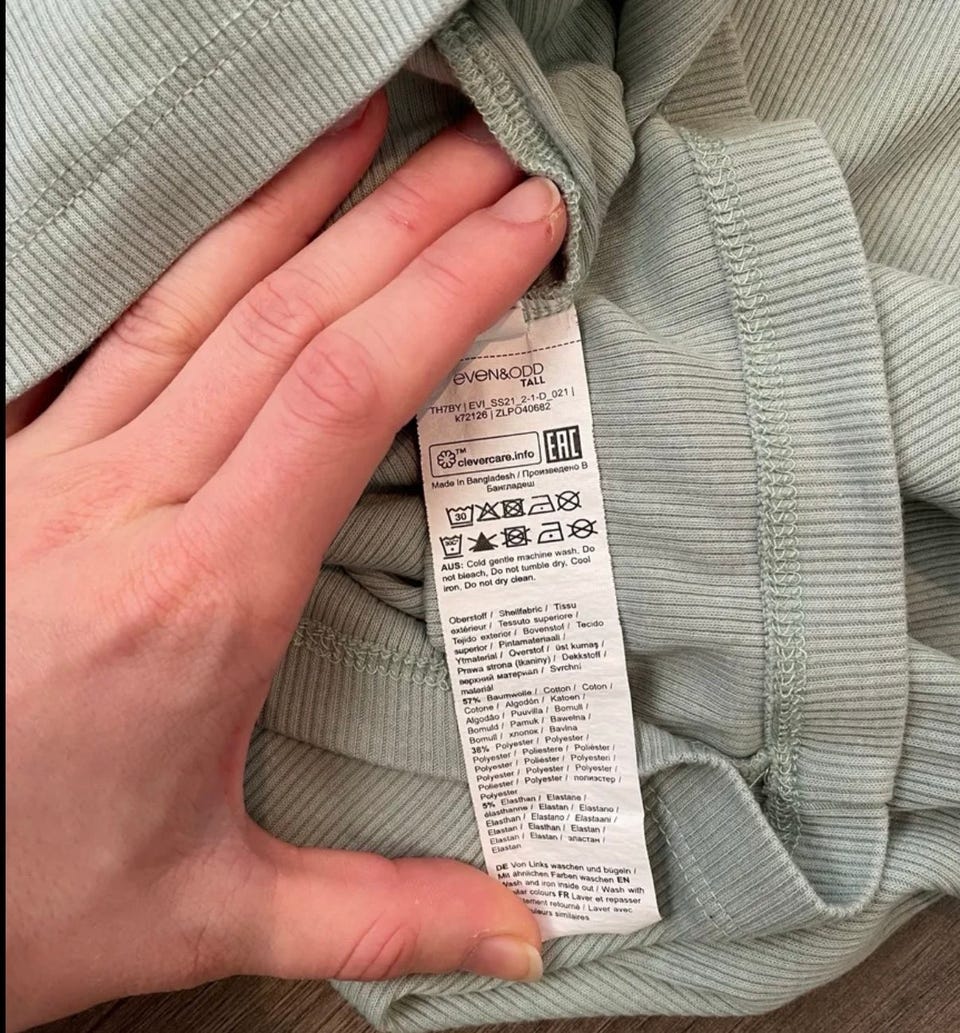 even&odd
TALL
TH7BY | EVI_SS21_2-1-D_021 |
k72126 | ZLPO40682
TM
clevercare.info
EAC
Made in Bangladesh / Произведено в
Бангладеш
30
30°C
AUS: Cold gentle machine wash. Do
not bleach. Do not tumble dry. Cool
iron. Do not dry clean.
Oberstoff / Shellfabric / Tissu
extérieur / Tessuto superiore /
Tejido exterior / Bovenstof / Tecido
superior / Pintamateriaali /
Ytmaterial / Overstof / üst kumaş /
Prawa strona (tkaniny) / Dekkstoff /
верхний материал / Svrchní
materiál
57% Baumwolle / Cotton / Coton /
Cotone / Algodón / Katoen /
Algodão / Puuvilla / Bomull /
Bomuld / Pamuk / Bawełna /
Bomull / хлопок / Bavlna
38% Polyester / Polyester /
Polyester / Poliestere / Poliéster /
Polyester / Poliéster / Polyesteri /
Polyester / Polyester / Polyester /
Poliester / Polyester / полиэстер /
Polyester
5% Elasthan / Elastane /
élasthanne / Elastan / Elastano /
Elasthan / Elastano / Elastaani /
Elastan / Elasthan / Elastan /
Elastan / Elastan / эластан /
Elastan
DE Von Links waschen und bügeln /
Mit ähnlichen Farben waschen EN
Wash and iron inside out / Wash with
colours FR Laver et repasser
retourné / Laver avec
similaires